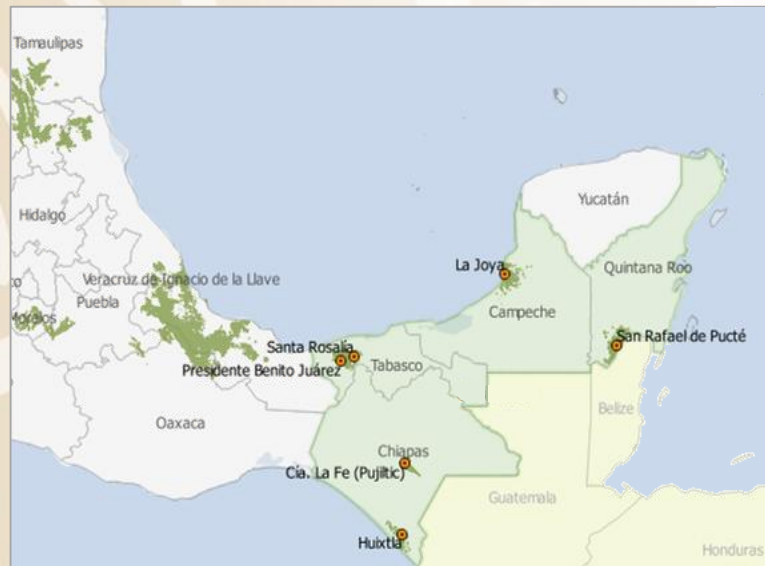 Tamaulipas
Hidalgo
Yucatán
La Joya
Quintana Roo
Veracruz de Ignacio de la Llave
Puebla
Campeche
Morelos
San Rafael de Pucté
Santa Rosalía
Tabasco
Presidente Benito Juárez
Belize
Oaxaca
Chiapas
Cía. La Fe (Pujiltic)
Guatemala
Huixtla
Honduras